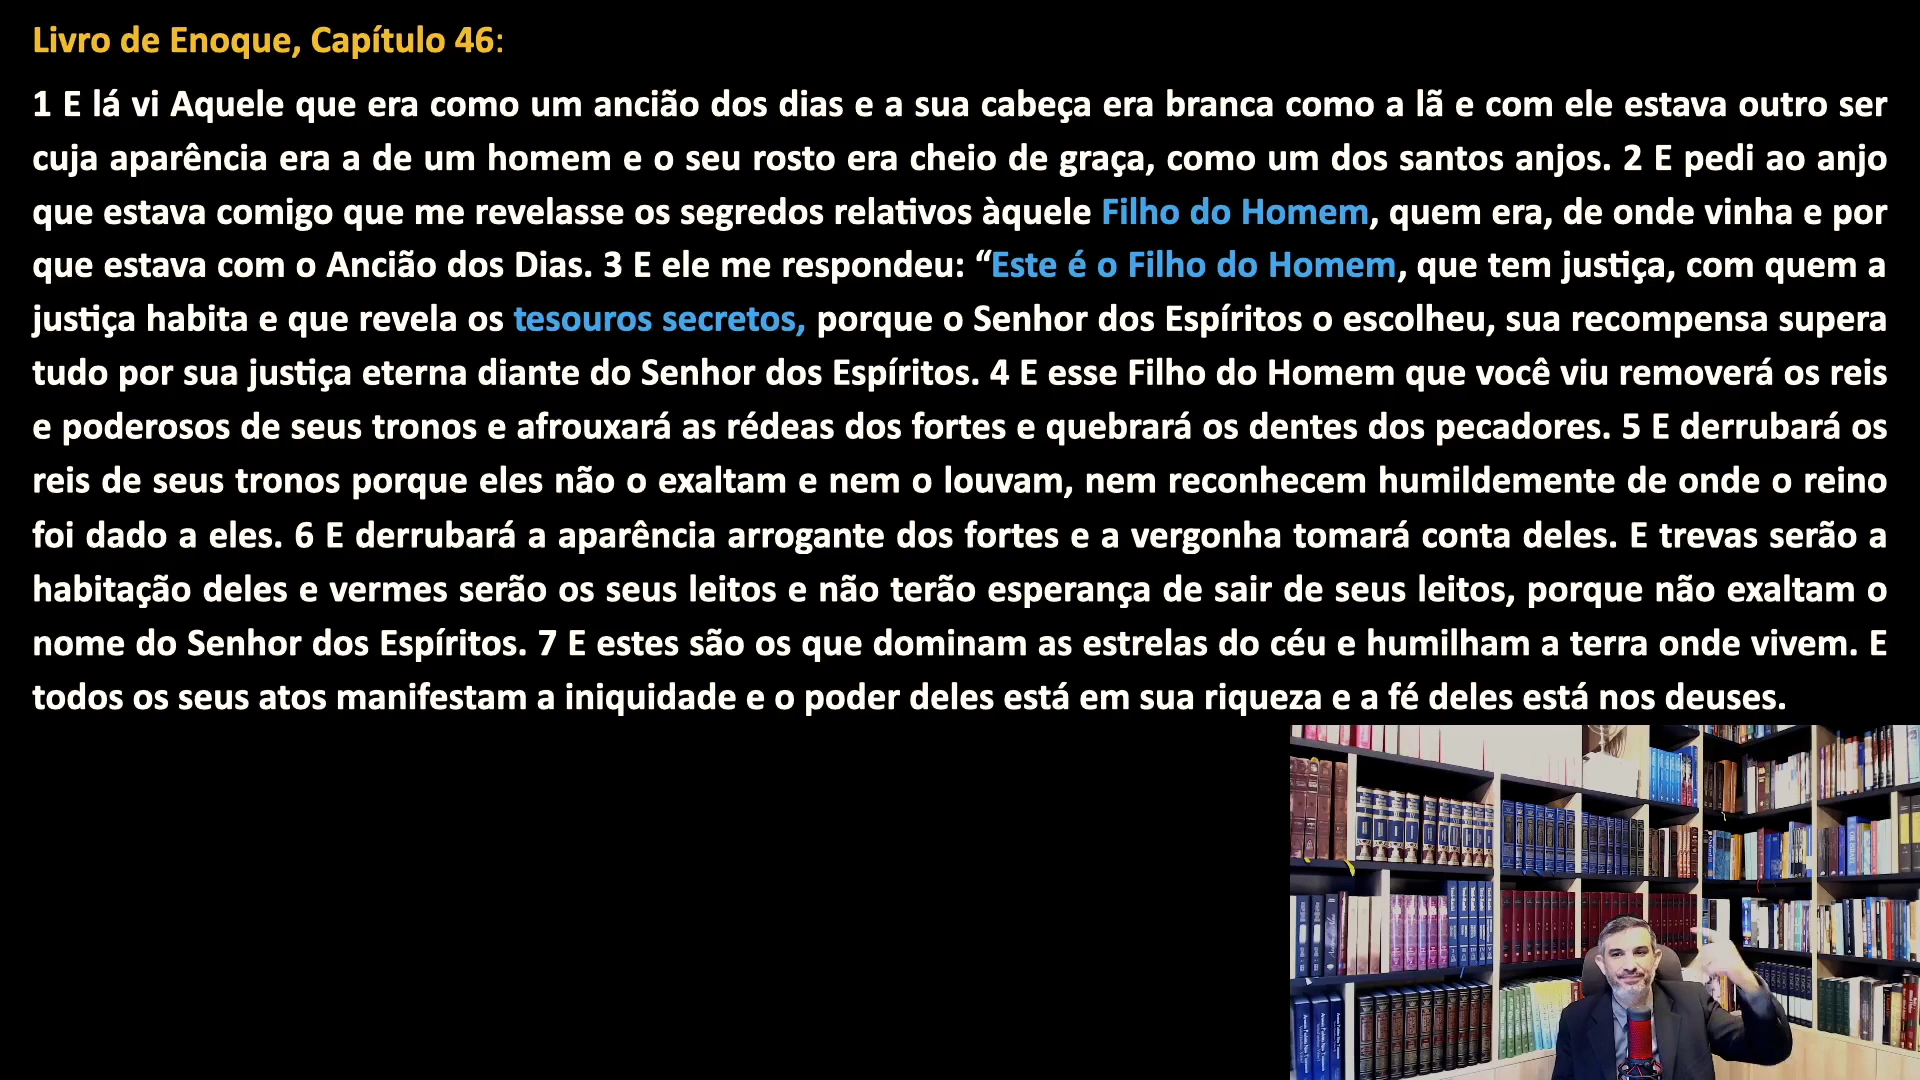 Livro de Enoque, Capítulo 46:
1 E lá vi Aquele que era como um ancião dos dias e a sua cabeça era branca como a lã e com ele estava outro ser
cuja aparência era a de um homem e o seu rosto era cheio de graça, como um dos santos anjos. 2 E pedi ao anjo
que estava comigo que me revelasse os segredos relativos àquele Filho do Homem, quem era, de onde vinha e por
que estava com o Ancião dos Dias. 3 E ele me respondeu: “Este é o Filho do Homem, que tem justiça, com quem a
justiça habita e que revela os tesouros secretos, porque o Senhor dos Espíritos o escolheu, sua recompensa supera
tudo por sua justiça eterna diante do Senhor dos Espíritos. 4 E esse Filho do Homem que você viu removerá os reis
e poderosos de seus tronos e afrouxará as rédeas dos fortes e quebrará os dentes dos pecadores. 5 E derrubará os
reis de seus tronos porque eles não o exaltam e nem o louvam, nem reconhecem humildemente de onde o reino
foi dado a eles. 6 E derrubará a aparência arrogante dos fortes e a vergonha tomará conta deles. E trevas serão a
habitação deles e vermes serão os seus leitos e não terão esperança de sair de seus leitos, porque não exaltam o
nome do Senhor dos Espíritos. 7 E estes são os que dominam as estrelas do céu e humilham a terra onde vivem. E
todos os seus atos manifestam a iniquidade e o poder deles está em sua riqueza e a fé deles está nos deuses.